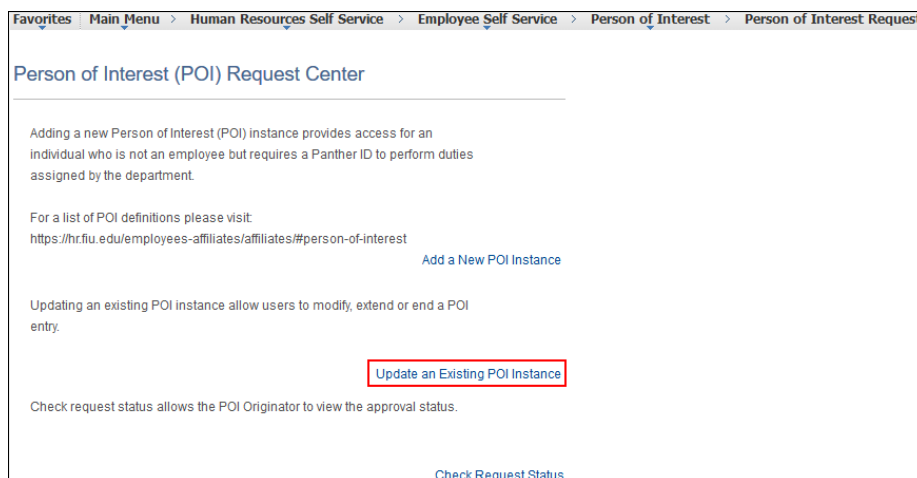 Favorites Main Menu > Human Resources Self Service > Employee Self Service > Person of Interest > Person of Interest Request
Person of Interest (POI) Request Center
Adding a new Person of Interest (POI) instance provides access for an
individual who is not an employee but requires a Panther ID to perform duties
assigned by the department.
For a list of POI definitions please visit:
https://hr.fiu.edu/employees-affiliates/affiliates/#person-of-interest
Add a New POI Instance
Updating an existing POI instance allow users to modify, extend or end a POI
entry.
Update an Existing POI Instance
Check request status allows the POI Originator to view the approval status.
Check Request Status